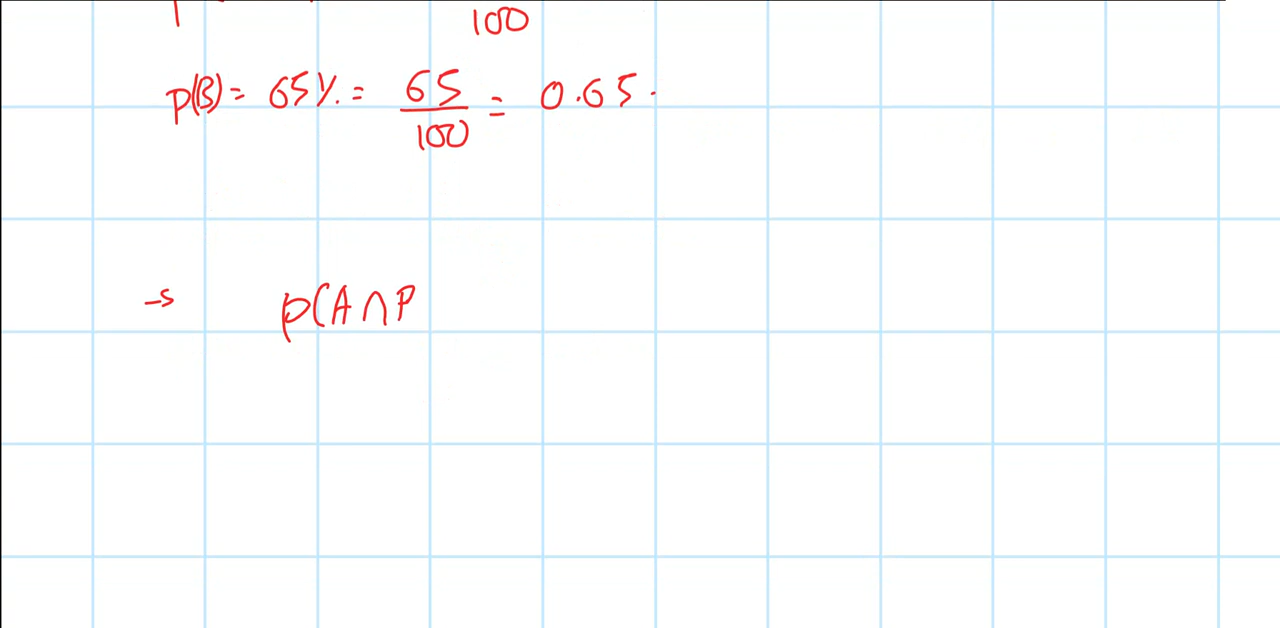 100
p(B) = 65% = 65/100 = 0.65.
→ p(A∩P